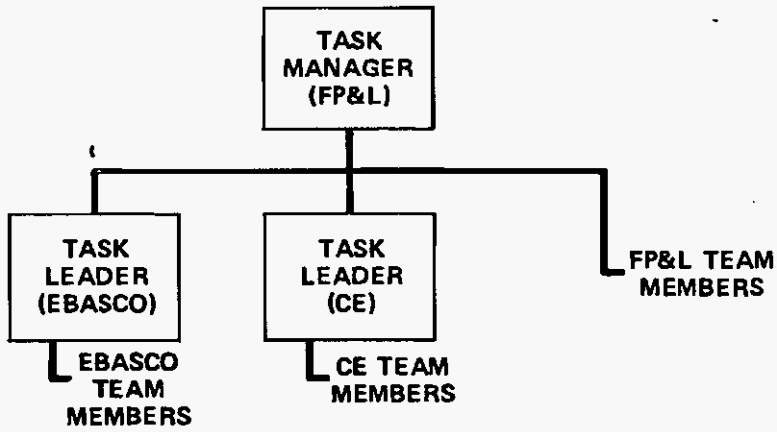 TASK
MANAGER
(FP&L)
TASK
LEADER
(EBASCO)
TASK
LEADER
(CE)
FP&L TEAM
MEMBERS
EBASCO
TEAM
MEMBERS
CE TEAM
MEMBERS